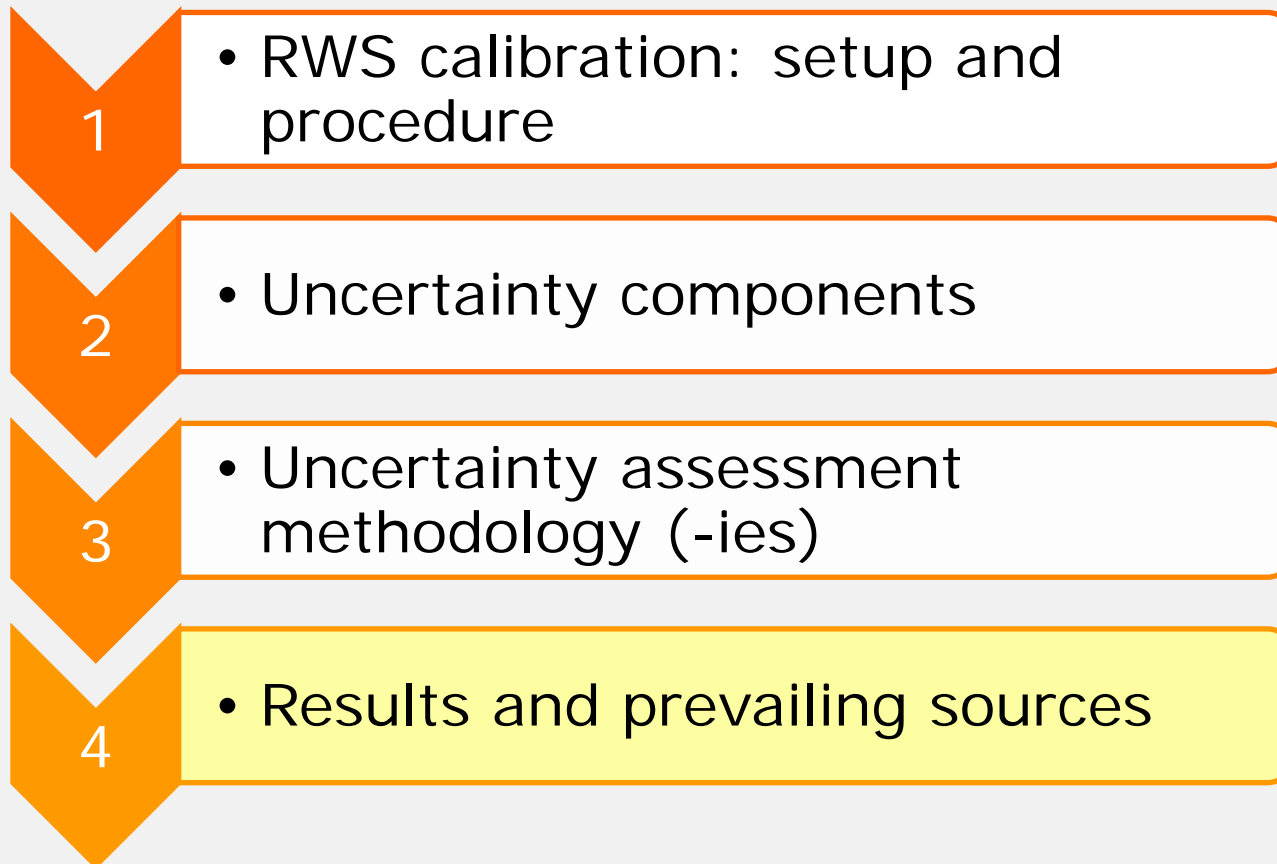 1
• RWS calibration: setup and
procedure
2
• Uncertainty components
3
• Uncertainty assessment
methodology (-ies)
4
• Results and prevailing sources